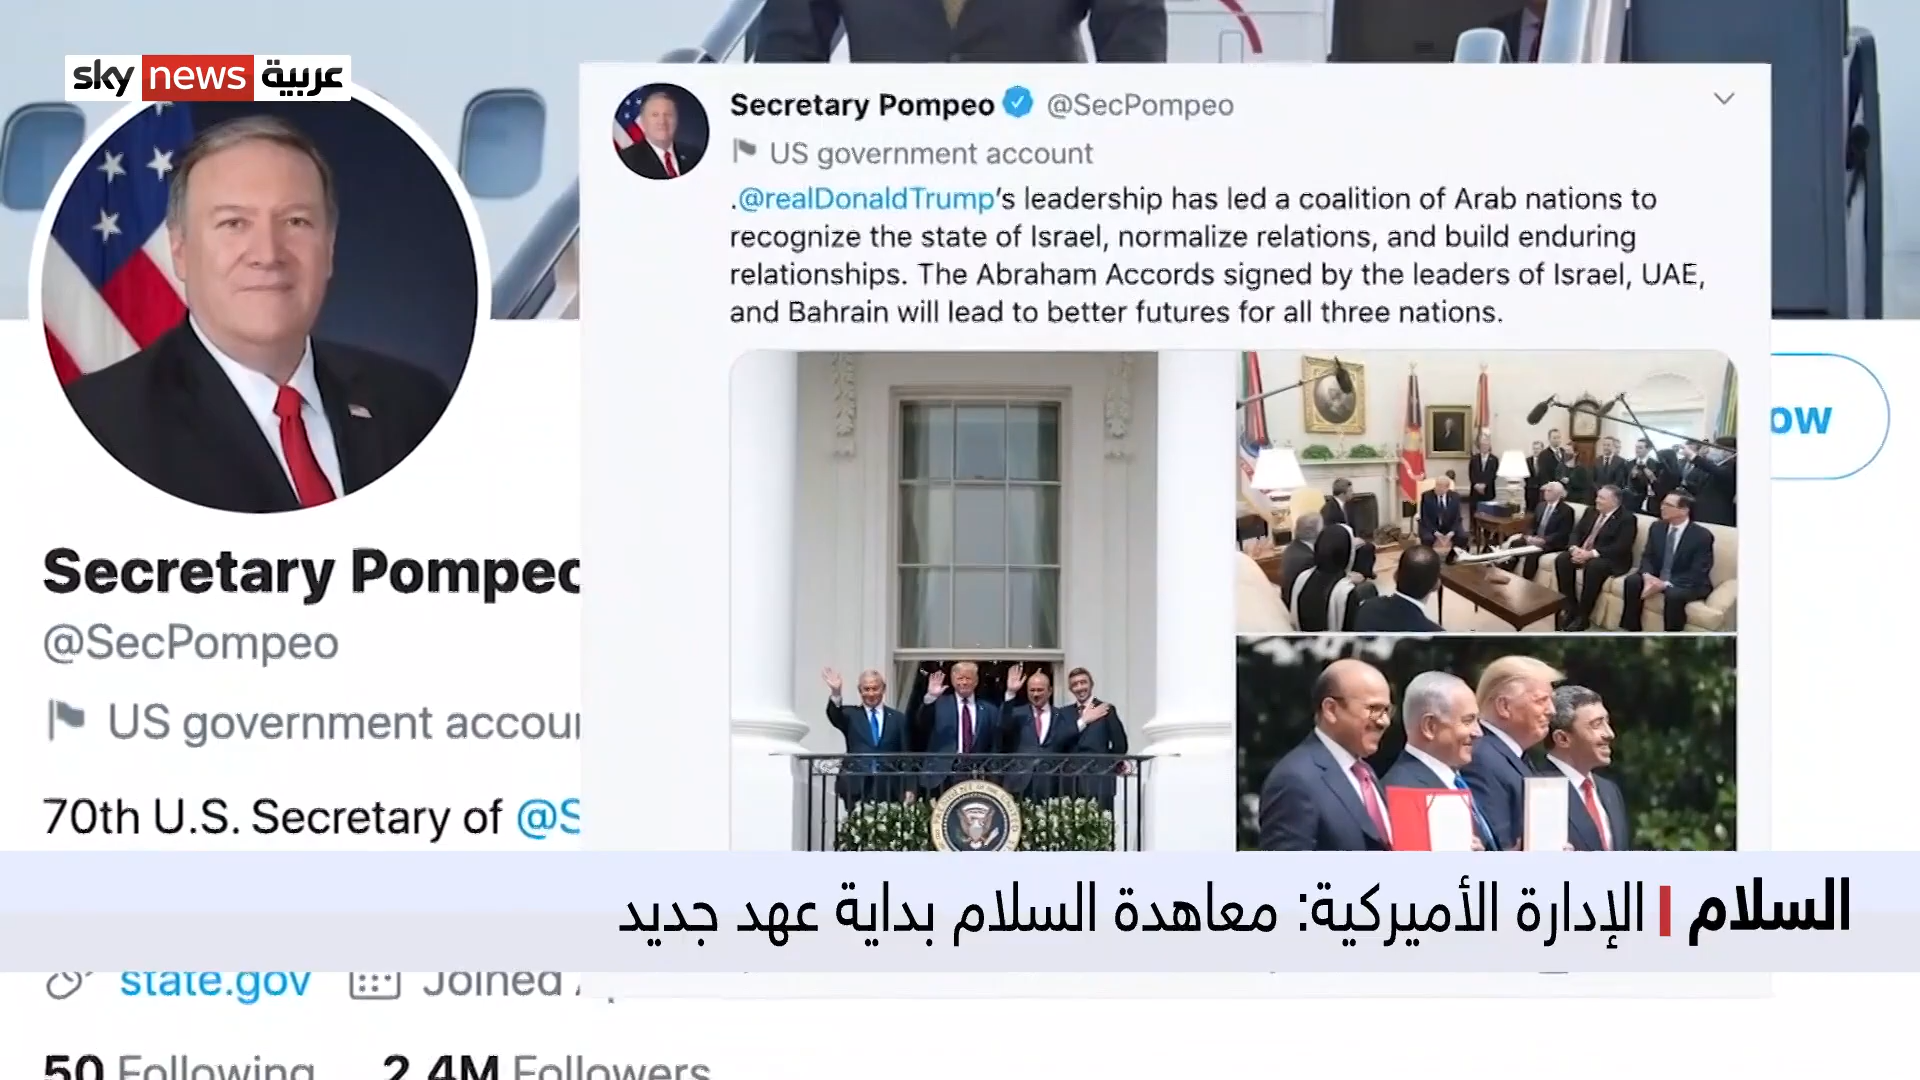 sky news عربية
Secretary Pompeo @SecPompeo
US government account
.@realDonaldTrump's leadership has led a coalition of Arab nations to
recognize the state of Israel, normalize relations, and build enduring
relationships. The Abraham Accords signed by the leaders of Israel, UAE,
and Bahrain will lead to better futures for all three nations.
ow
Secretary Pompeo
@SecPompeo
US government accou
70th U.S. Secretary of @S
السلام | الإدارة الأميركية: معاهدة السلام بداية عهد جديد
state.gov Joined
50 Following 2.4M Followers